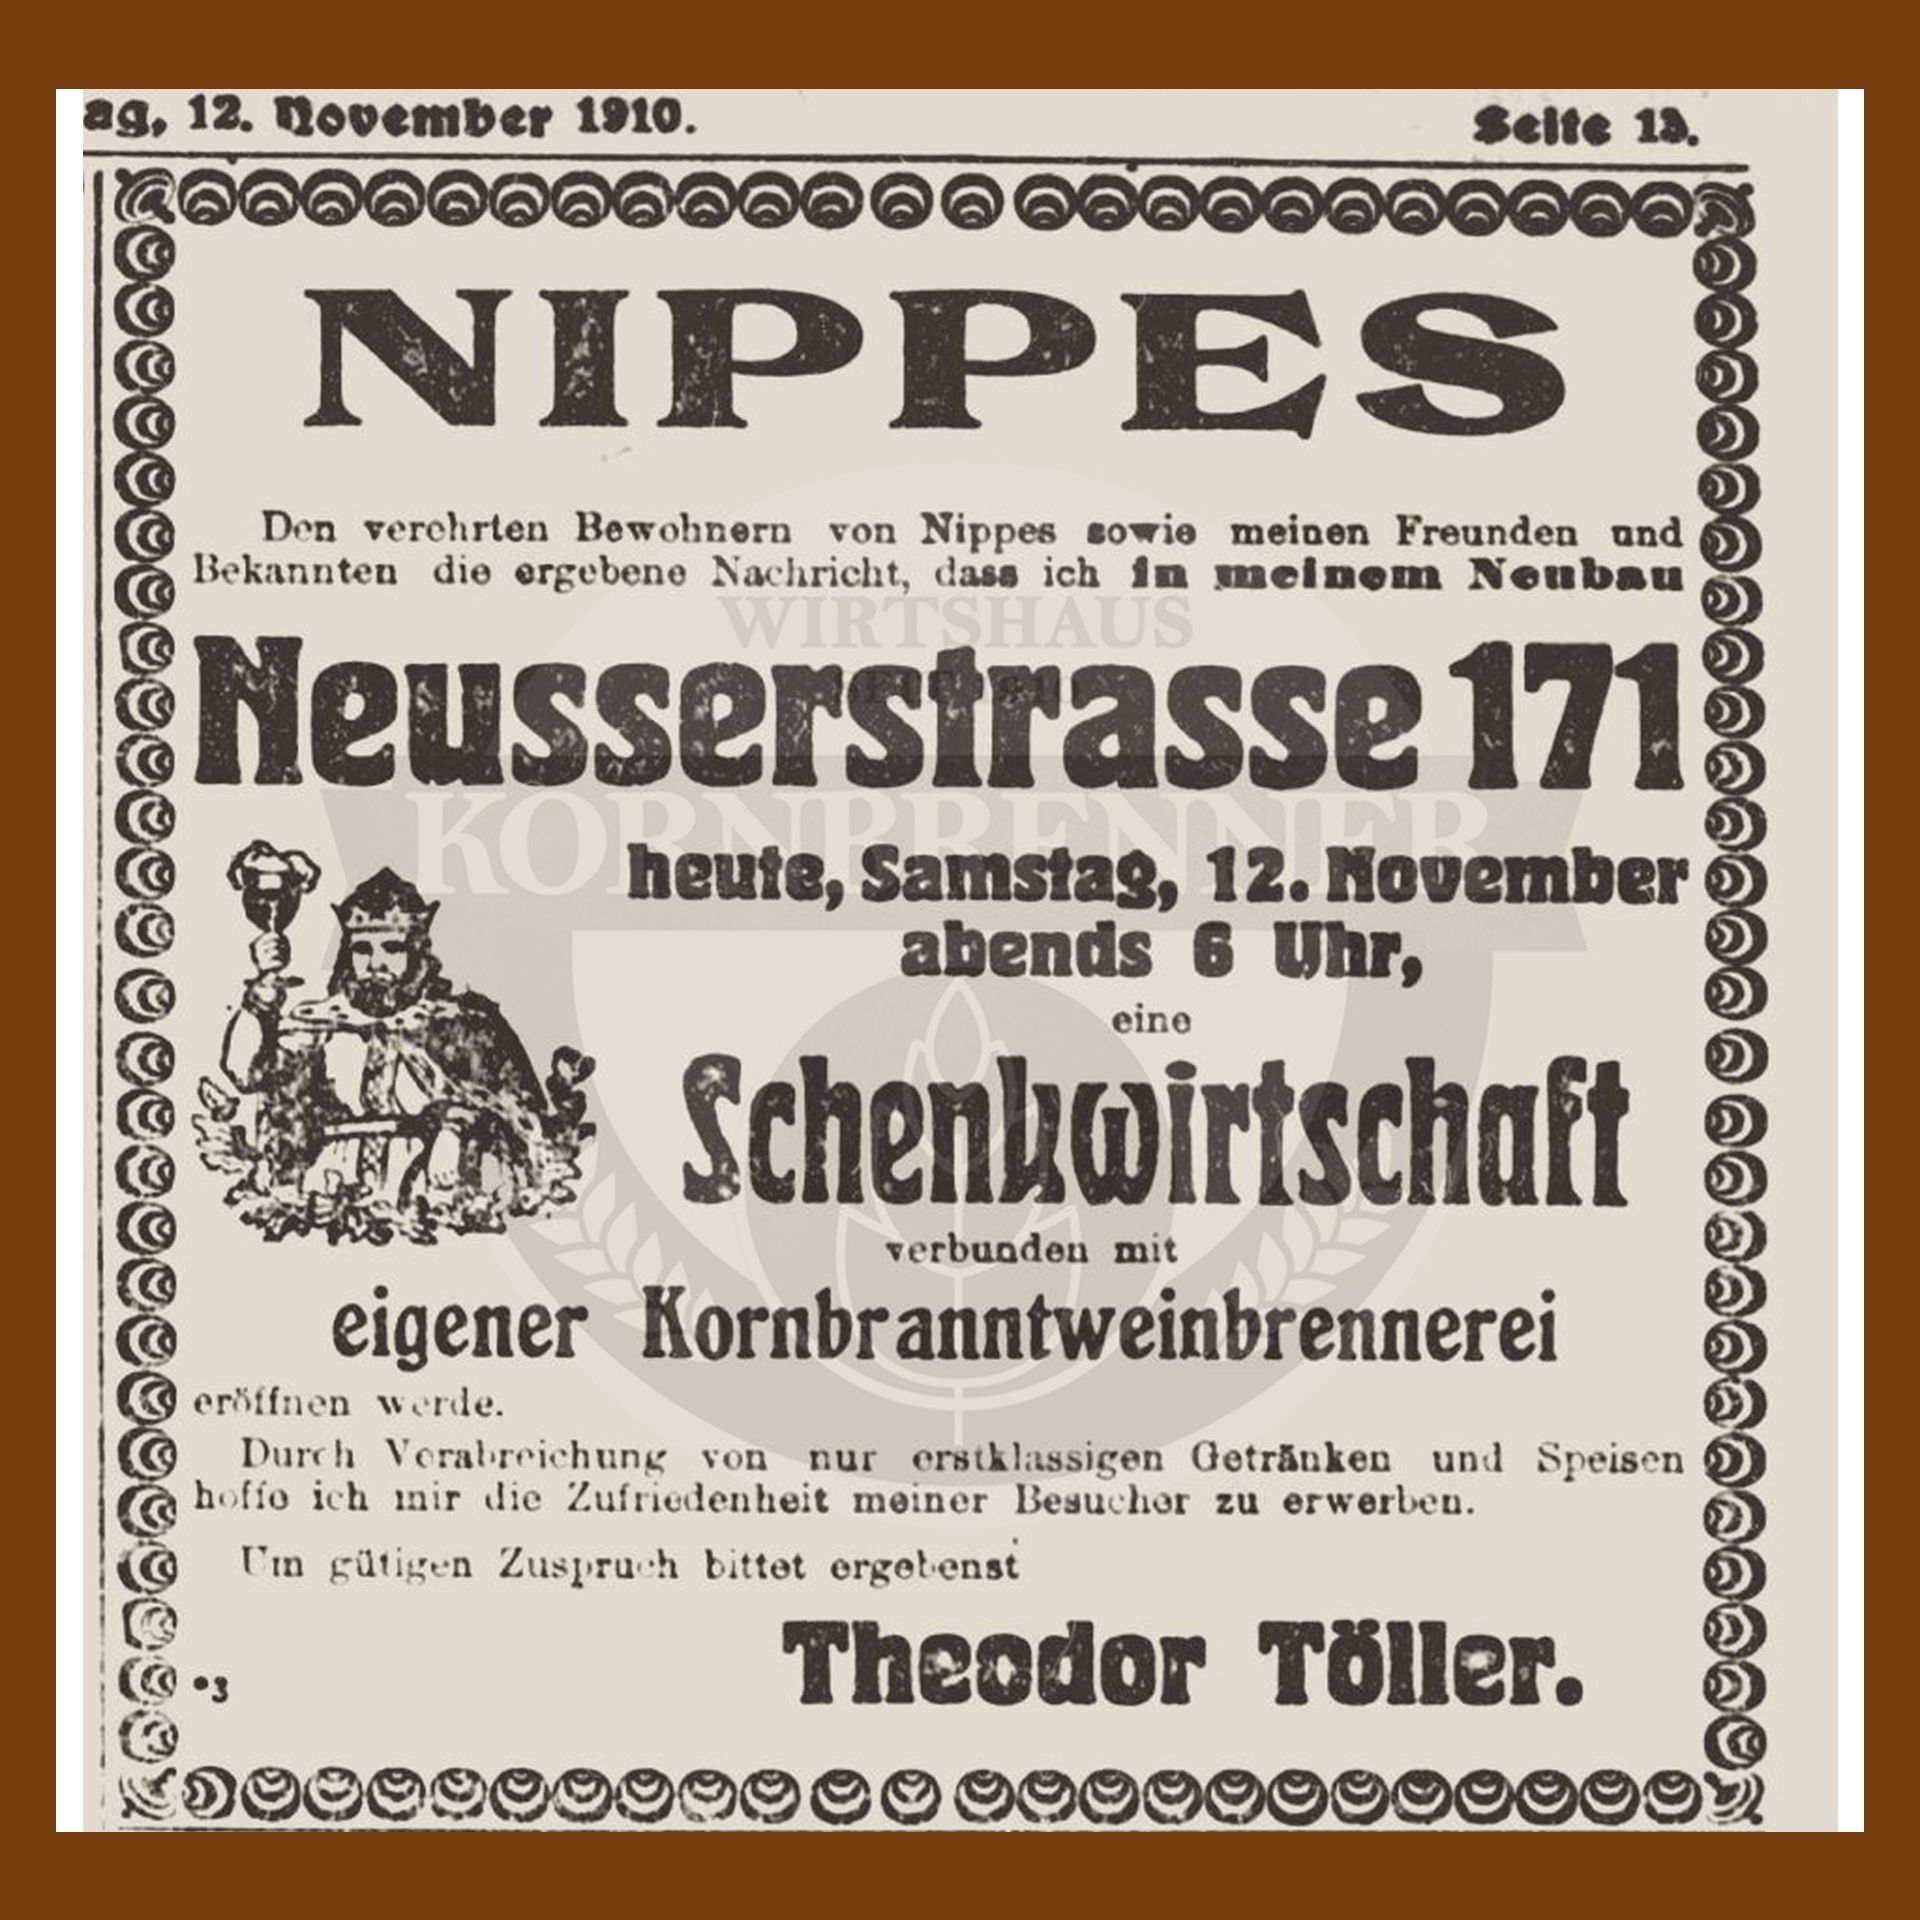 ag, 12. November 1910. Seite 13.
NIPPES
Den verehrten Bewohnern von Nippes sowie meinen Freunden und
Bekannten die ergebene Nachricht, dass ich in meinem Neubau
WIRTSHAUS
Neusserstrasse 171
KORNBRENNER
heute, Samstag, 12. November
abends 6 Uhr,
eine
Schenkwirtschaft
verbunden mit
eigener Kornbranntweinbrennerei
eröffnen werde.
Durch Verabreichung von nur erstklassigen Getränken und Speisen
hoffe ich mir die Zufriedenheit meiner Besucher zu erwerben.
Um gütigen Zuspruch bittet ergebenst
•3 Theodor Töller.